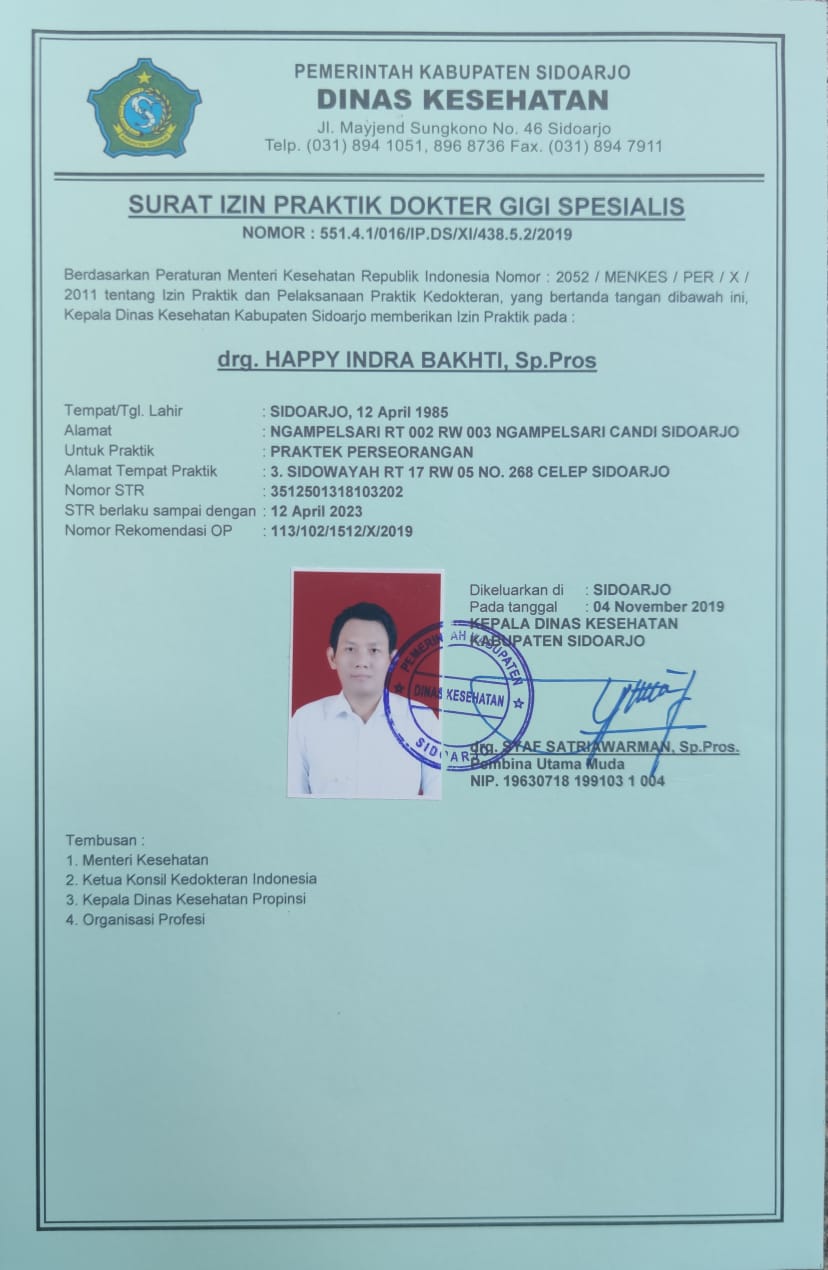 PEMERINTAH KABUPATEN SIDOARJO
DINAS KESEHATAN
Jl. Mayjend Sungkono No. 46 Sidoarjo
Telp. (031) 894 1051, 896 8736 Fax. (031) 894 7911
SURAT IZIN PRAKTIK DOKTER GIGI SPESIALIS
NOMOR : 551.4.1/016/IP.DS/XI/438.5.2/2019
Berdasarkan Peraturan Menteri Kesehatan Republik Indonesia Nomor : 2052 / MENKES / PER / X /
2011 tentang Izin Praktik dan Pelaksanaan Praktik Kedokteran, yang bertanda tangan dibawah ini,
Kepala Dinas Kesehatan Kabupaten Sidoarjo memberikan Izin Praktik pada :
drg. HAPPY INDRA BAKHTI, Sp.Pros
Tempat/Tgl. Lahir : SIDOARJO, 12 April 1985
Alamat : NGAMPELSARI RT 002 RW 003 NGAMPELSARI CANDI SIDOARJO
Untuk Praktik : PRAKTEK PERSEORANGAN
Alamat Tempat Praktik : 3. SIDOWAYAH RT 17 RW 05 NO. 268 CELEP SIDOARJO
Nomor STR : 3512501318103202
STR berlaku sampai dengan : 12 April 2023
Nomor Rekomendasi OP : 113/102/1512/X/2019
Dikeluarkan di : SIDOARJO
Pada tanggal : 04 November 2019
KEPALA DINAS KESEHATAN
KABUPATEN SIDOARJO
PEMERINTAH KABUPATEN
DINAS KESEHATAN
SIDOARJO
drg. SYAF SATRIAWARMAN, Sp.Pros.
Pembina Utama Muda
NIP. 19630718 199103 1 004
Tembusan :
1. Menteri Kesehatan
2. Ketua Konsil Kedokteran Indonesia
3. Kepala Dinas Kesehatan Propinsi
4. Organisasi Profesi